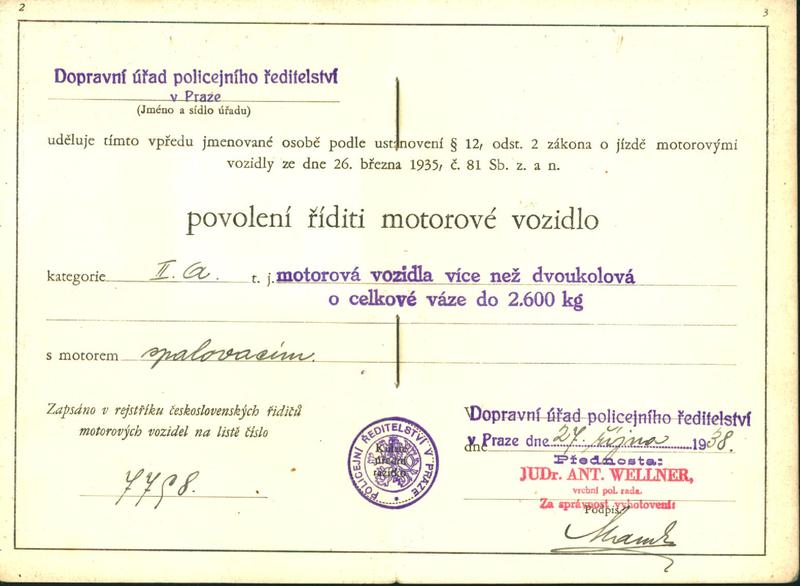 2
3
Dopravní úřad policejního ředitelství
v Praze
(Jméno a sídlo úřadu)
uděluje tímto vpředu jmenované osobě podle ustanovení § 12, odst. 2 zákona o jízdě motorovými
vozidly ze dne 26. března 1935, č. 81 Sb. z. a n.
povolení říditi motorové vozidlo
kategorie II. a. t. j. motorová vozidla více než dvoukolová
o celkové váze do 2.600 kg
s motorem spalovacím.
Zapsáno v rejstříku československých řidičů
motorových vozidel na listě číslo
POLICEJNÍ ŘEDITELSTVÍ V PRAZE
Kulaté
úřední
razítko
Dopravní úřad policejního ředitelství
v Praze dne 27. října 1938.
dne
Přednosta:
JUDr. ANT. WELLNER,
vrchní pol. rada.
Za správnost vyhotovení:
Podpis: